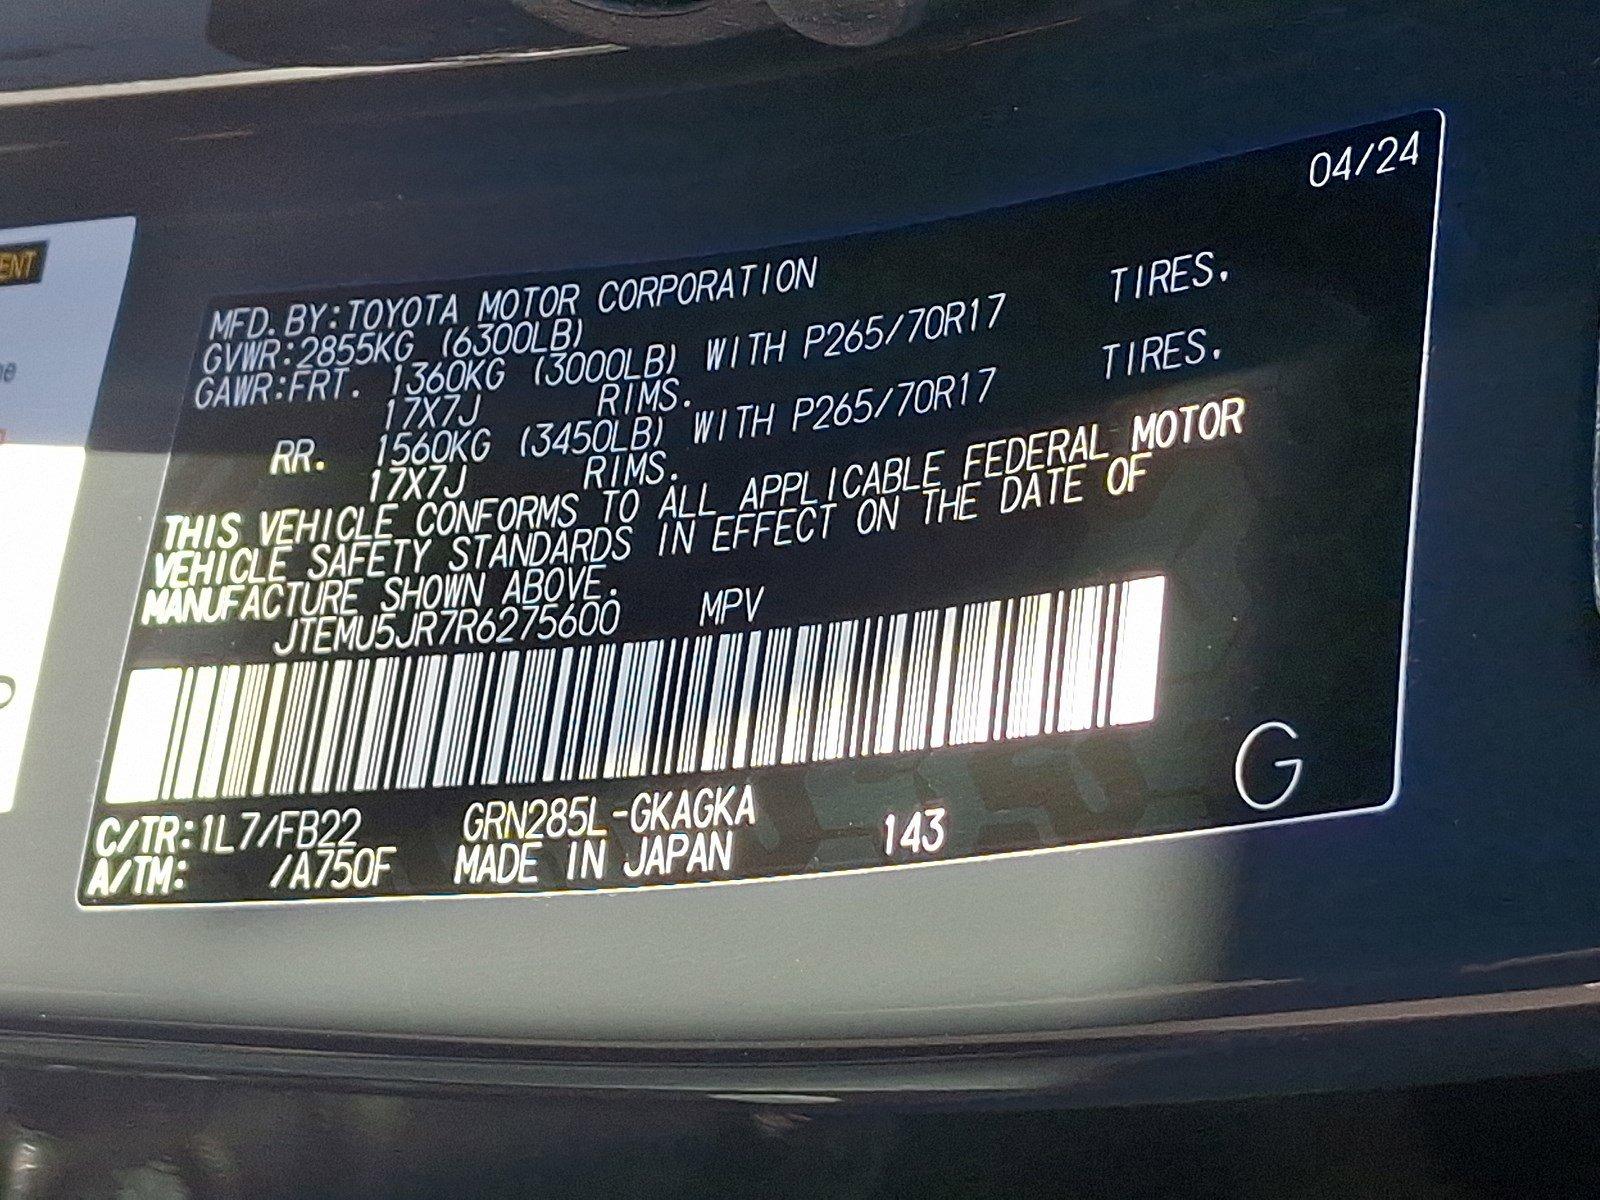 04/24
MFD. BY: TOYOTA MOTOR CORPORATION
GVWR: 2855KG (6300LB)
GAWR: FRT. 1360KG (3000LB) WITH P265/70R17 TIRES.
17X7J RIMS.
RR. 1560KG (3450LB) WITH P265/70R17 TIRES.
17X7J RIMS.
THIS VEHICLE CONFORMS TO ALL APPLICABLE FEDERAL MOTOR
VEHICLE SAFETY STANDARDS IN EFFECT ON THE DATE OF
MANUFACTURE SHOWN ABOVE.
JTEMU5JR7R6275600 MPV
C/TR: 1L7/FB22 GRN285L-GKAGKA 143 G
A/TM: /A750F MADE IN JAPAN